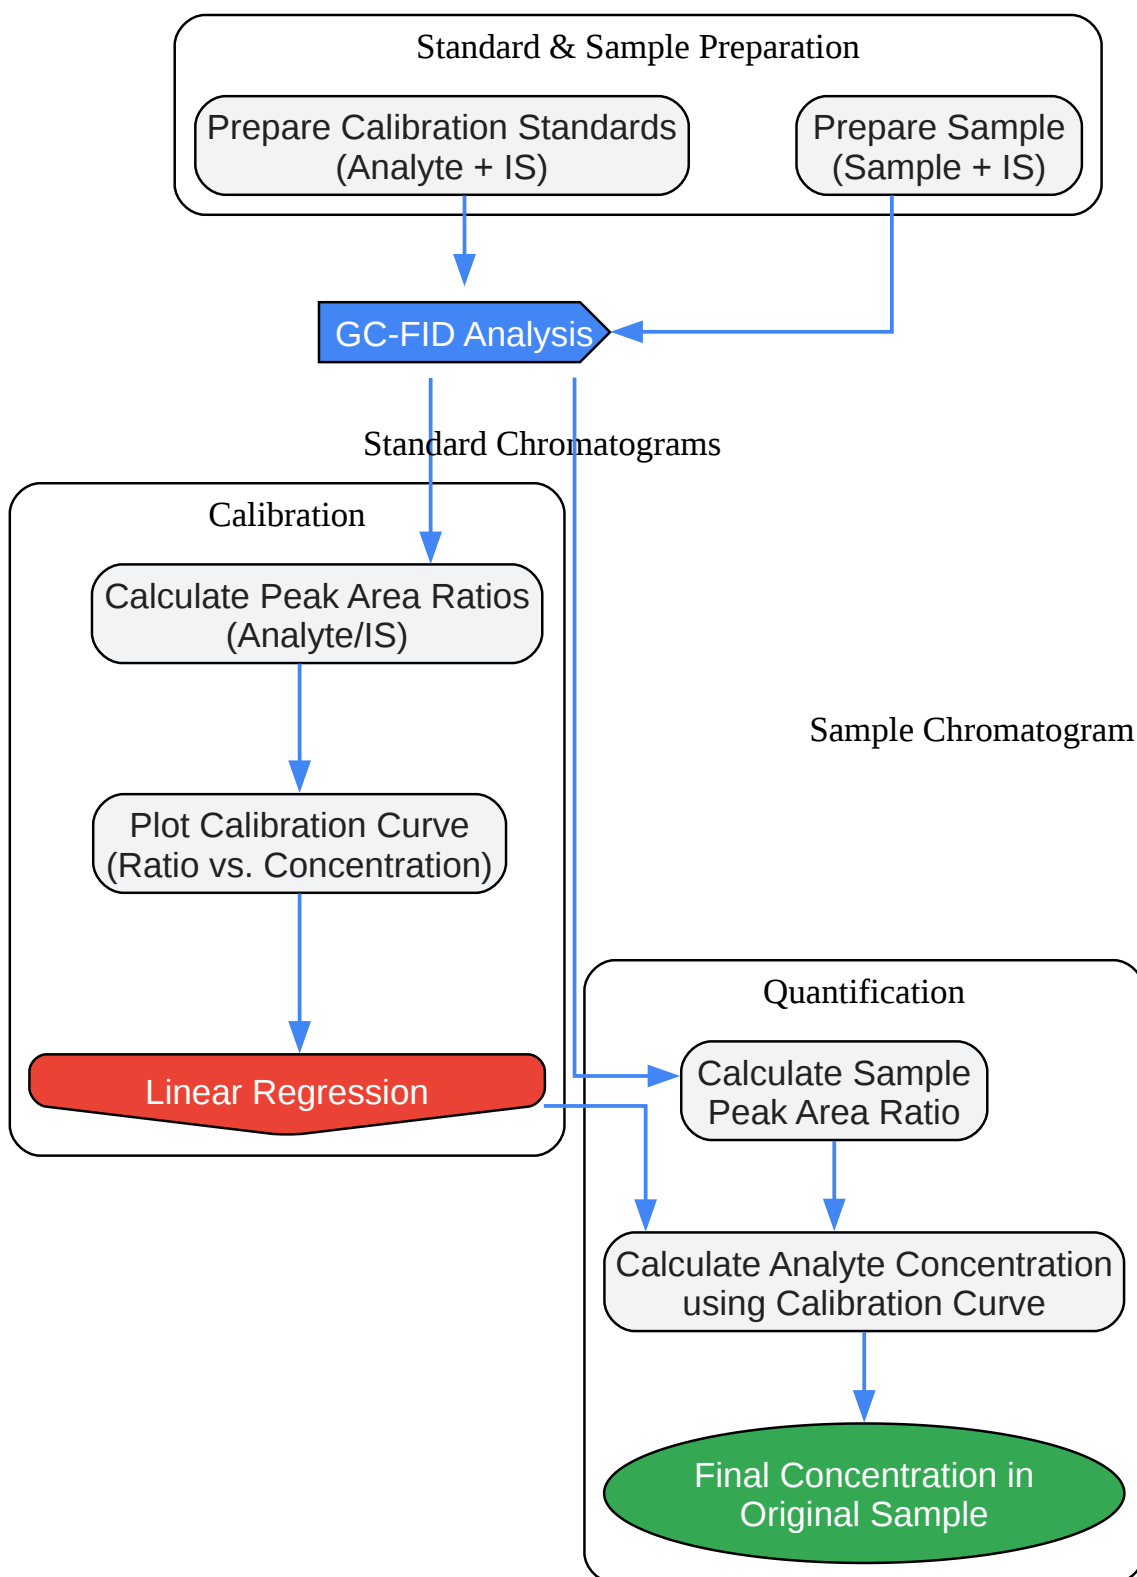 Standard & Sample Preparation
Prepare Calibration Standards
(Analyte + IS)
Prepare Sample
(Sample + IS)
GC-FID Analysis
Standard Chromatograms
Calibration
Calculate Peak Area Ratios
(Analyte/IS)
Sample Chromatogram
Plot Calibration Curve
(Ratio vs. Concentration)
Linear Regression
Quantification
Calculate Sample
Peak Area Ratio
Calculate Analyte Concentration
using Calibration Curve
Final Concentration in
Original Sample